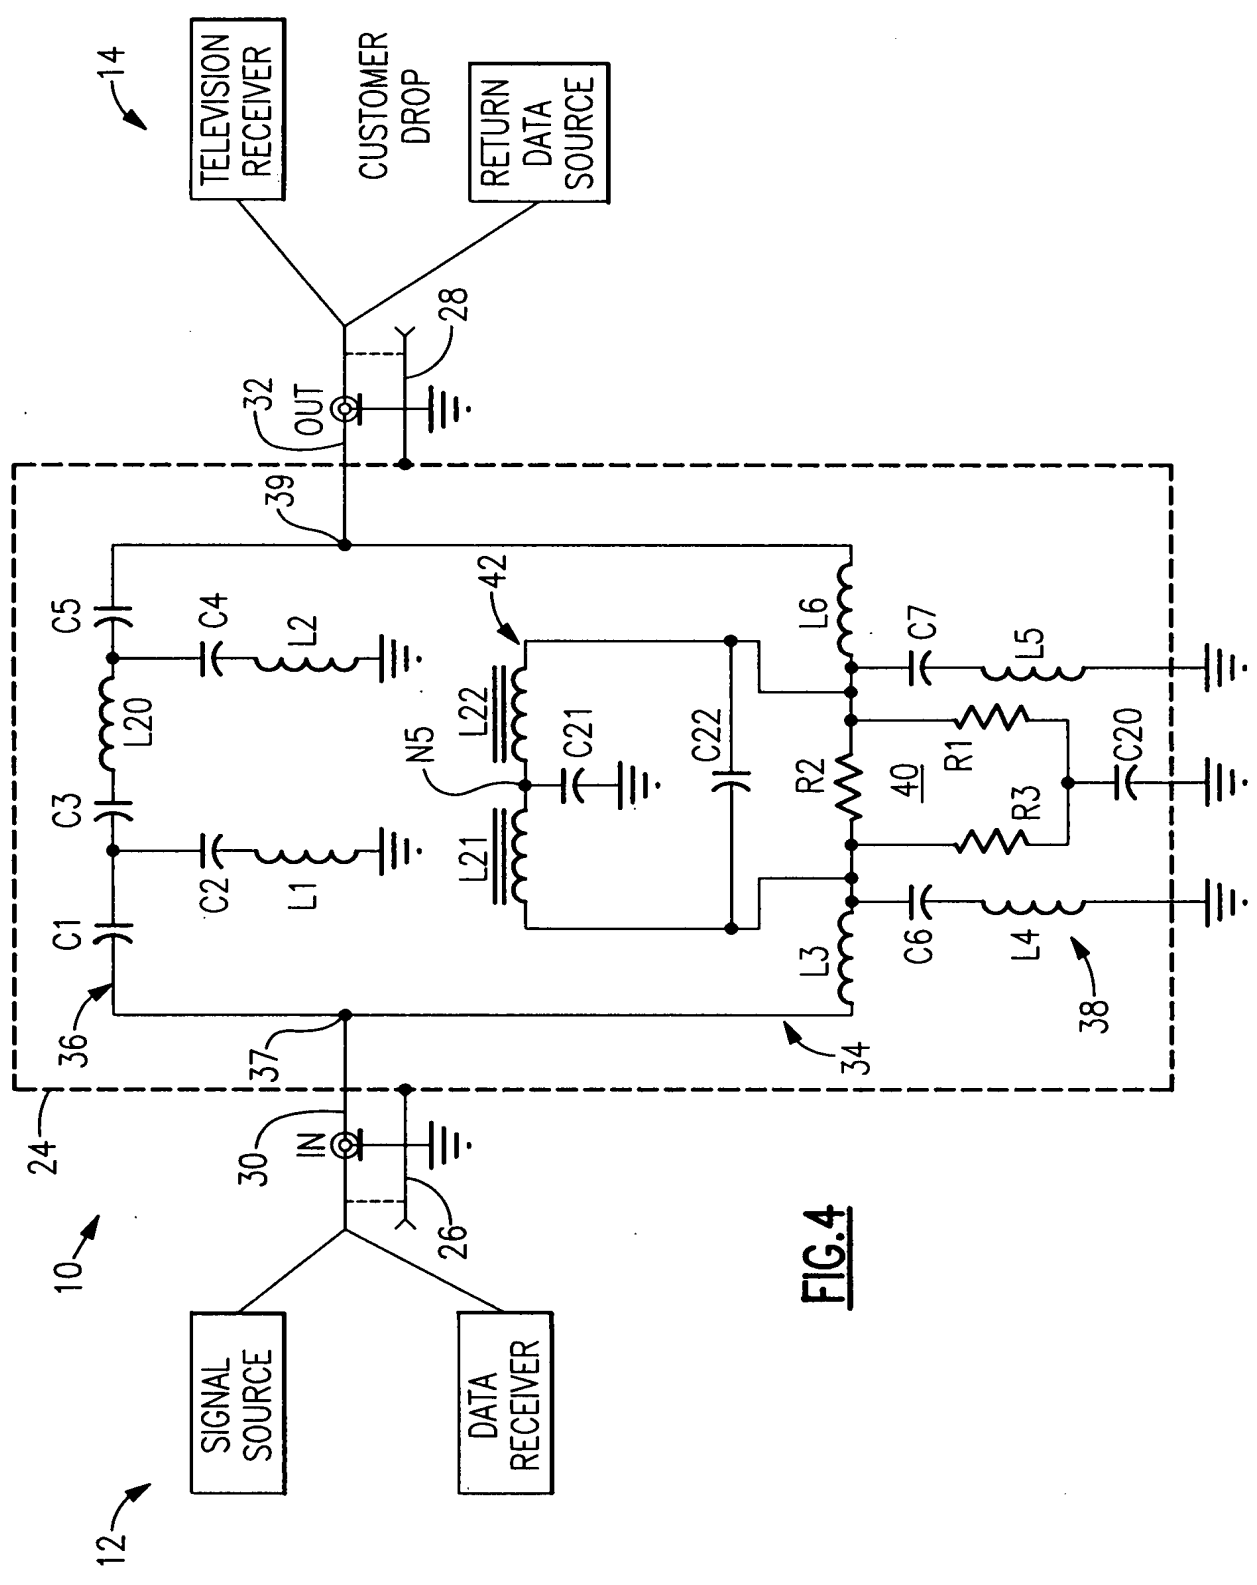 12
SIGNAL
SOURCE
DATA
RECEIVER
10
24
26
30
IN
37
36
34
C1
C2
L1
C3
L20
C4
L2
C5
L21
N5
C21
L22
42
C22
L3
C6
L4
38
R2
40
R3
R1
C20
L6
C7
L5
39
32
OUT
28
14
TELEVISION
RECEIVER
CUSTOMER
DROP
RETURN
DATA
SOURCE
FIG.4